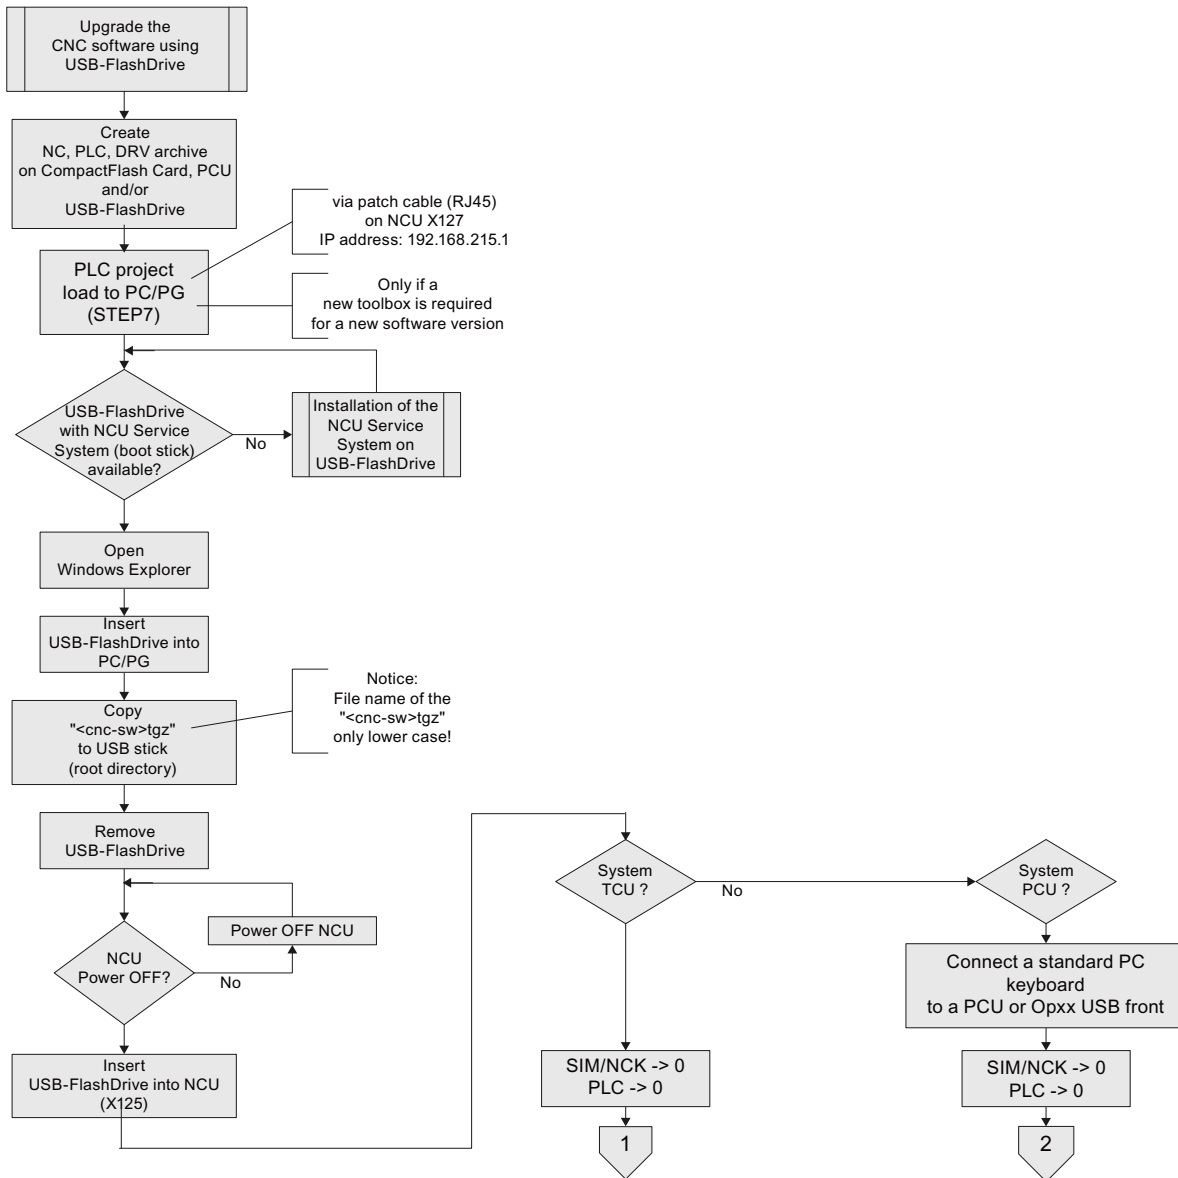 Upgrade the
CNC software using
USB-FlashDrive
Create
NC, PLC, DRV archive
on CompactFlash Card, PCU
and/or
USB-FlashDrive
via patch cable (RJ45)
on NCU X127
IP address: 192.168.215.1
PLC project
load to PC/PG
(STEP7)
Only if a
new toolbox is required
for a new software version
USB-FlashDrive
with NCU Service
System (boot stick)
available?
No
Installation of the
NCU Service
System on
USB-FlashDrive
Open
Windows Explorer
Insert
USB-FlashDrive into
PC/PG
Copy
"<cnc-sw>tgz"
to USB stick
(root directory)
Notice:
File name of the
"<cnc-sw>tgz"
only lower case!
Remove
USB-FlashDrive
Power OFF NCU
NCU
Power OFF?
No
Insert
USB-FlashDrive into NCU
(X125)
System
TCU ?
No
System
PCU ?
Connect a standard PC
keyboard
to a PCU or Opxx USB front
SIM/NCK -> 0
PLC -> 0
SIM/NCK -> 0
PLC -> 0
1
2